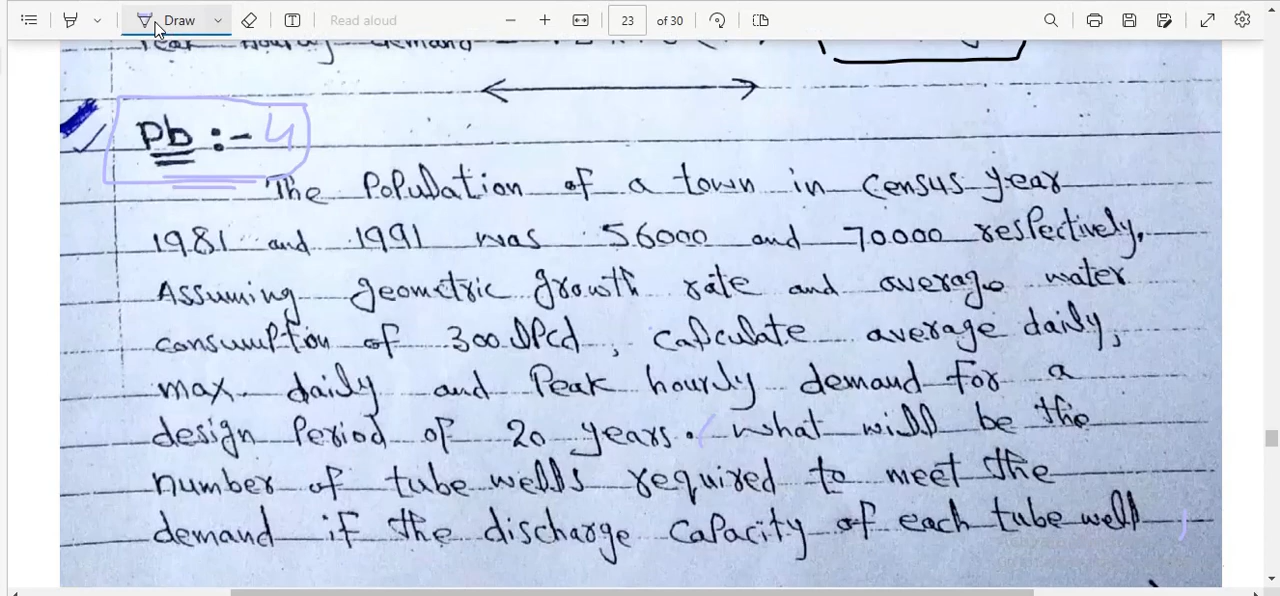 Draw
Read aloud
23 of 30
Peak Hourly demand
Pb :- 4
The Population of a town in Census year
1981 and 1991 was 56000 and 70000 respectively.
Assuming geometric growth rate and average water
consumption of 300 lPcd, calculate average daily,
max daily and Peak hourly demand for a
design Period of 20 years. what will be the
number of tube wells required to meet the
demand if the discharge capacity of each tube well